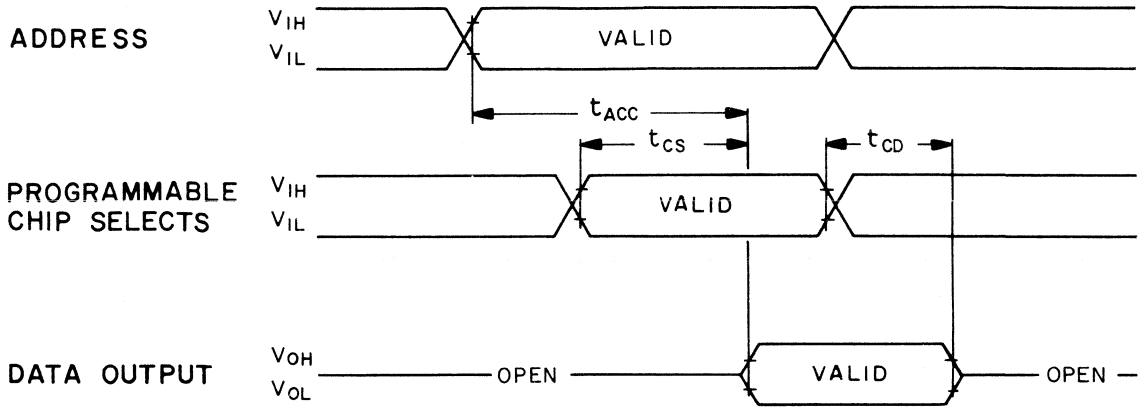 ADDRESS
VIH
VIL
VALID
tACC
tCS
tCD
PROGRAMMABLE
CHIP SELECTS
VIH
VIL
VALID
DATA OUTPUT
VOH
VOL
OPEN
VALID
OPEN